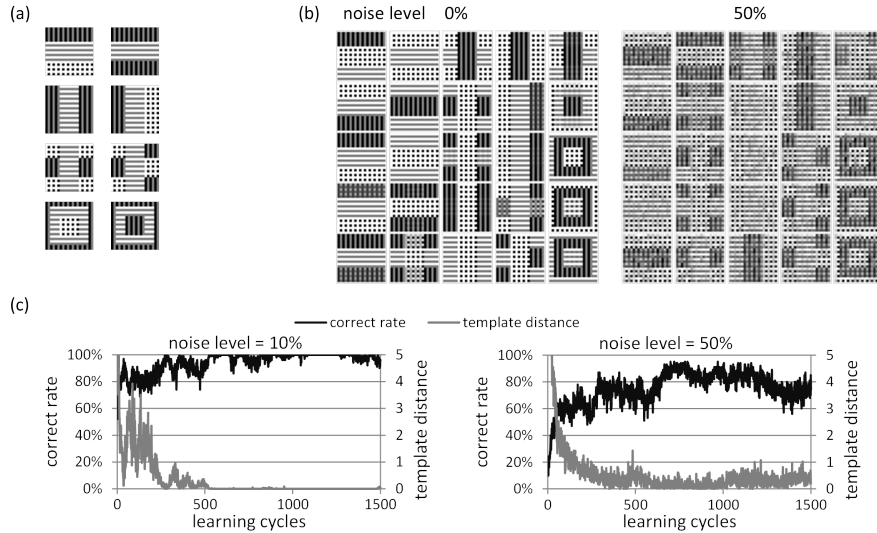 (a)
(b)
noise level 0% 50%
(c)
correct rate template distance
noise level = 10%
100%
80%
60%
40%
20%
0%
correct rate
5
4
3
2
1
0
template distance
0 500 1000 1500
learning cycles
noise level = 50%
100%
80%
60%
40%
20%
0%
correct rate
5
4
3
2
1
0
template distance
0 500 1000 1500
learning cycles